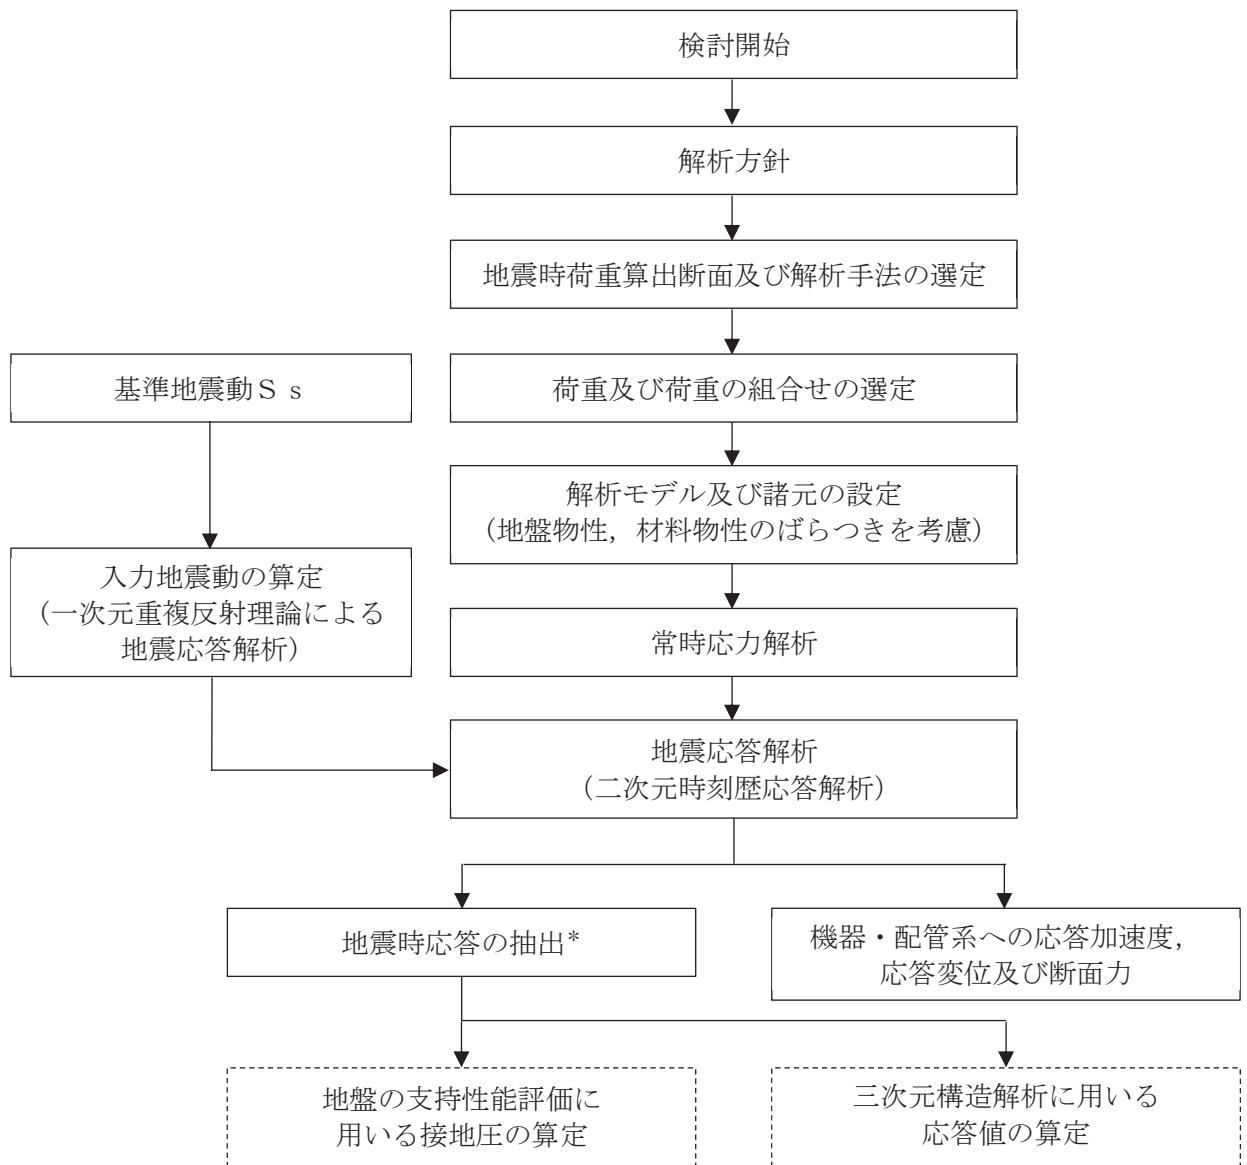 検討開始
解析方針
地震時荷重算出断面及び解析手法の選定
基準地震動Ｓｓ
荷重及び荷重の組合せの選定
解析モデル及び諸元の設定
（地盤物性，材料物性のばらつきを考慮）
入力地震動の算定
（一次元重複反射理論による
地震応答解析）
常時応力解析
地震応答解析
（二次元時刻歴応答解析）
地震時応答の抽出*
機器・配管系への応答加速度，
応答変位及び断面力
地盤の支持性能評価に
用いる接地圧の算定
三次元構造解析に用いる
応答値の算定